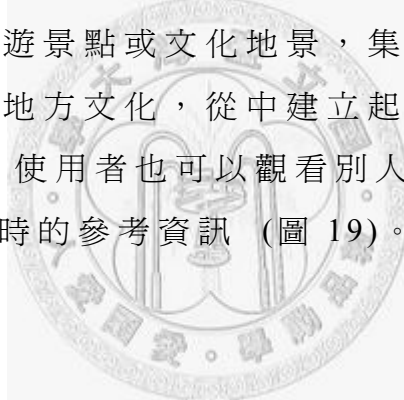 遊景點或文化地景，集
地方文化，從中建立起
使用者也可以觀看別人
時的參考資訊 (圖 19)。